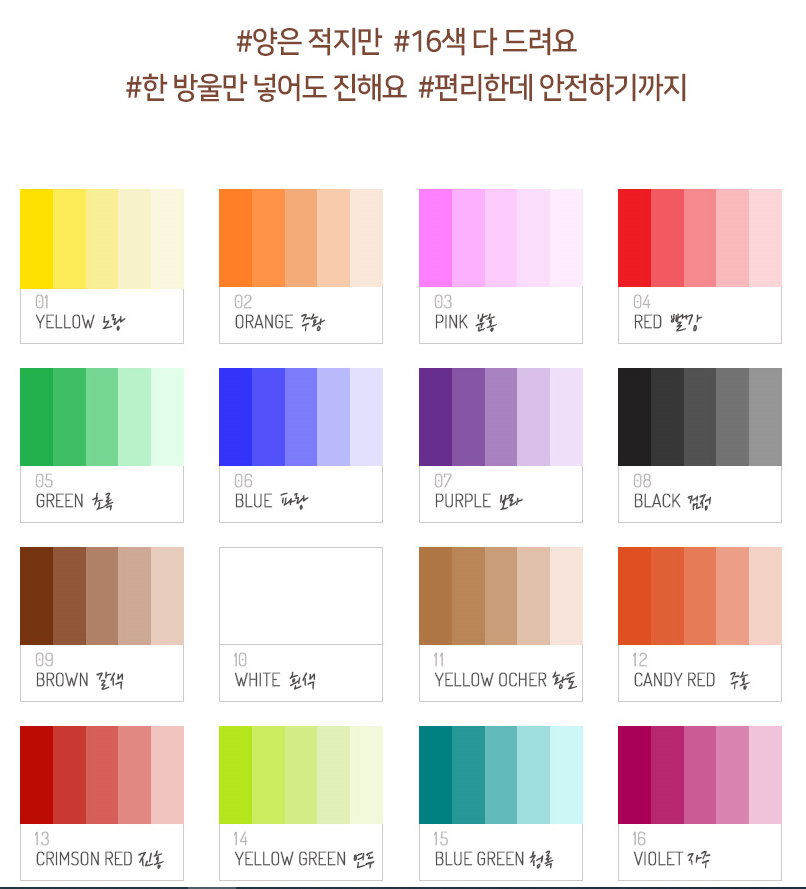 #양은 적지만 #16색 다 드려요
#한 방울만 넣어도 진해요 #편리한데 안전하기까지
01
YELLOW 노랑
02
ORANGE 주황
03
PINK 분홍
04
RED 빨강
05
GREEN 초록
06
BLUE 파랑
07
PURPLE 보라
08
BLACK 검정
09
BROWN 갈색
10
WHITE 흰색
11
YELLOW OCHER 황토
12
CANDY RED 주홍
13
CRIMSON RED 진홍
14
YELLOW GREEN 연두
15
BLUE GREEN 청록
16
VIOLET 자주